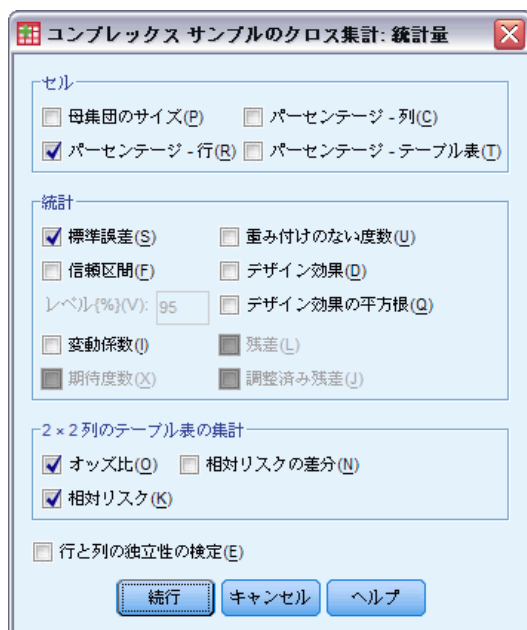 コンプレックス サンプルのクロス集計: 統計量
セル
母集団のサイズ(P)
パーセンテージ - 列(C)
パーセンテージ - 行(R)
パーセンテージ - テーブル表(T)
統計
標準誤差(S)
重み付けのない度数(U)
信頼区間(F)
デザイン効果(D)
レベル{%}(V): 95
デザイン効果の平方根(Q)
変動係数(I)
残差(L)
期待度数(X)
調整済み残差(J)
2 × 2 列のテーブル表の集計
オッズ比(O)
相対リスクの差分(N)
相対リスク(K)
行と列の独立性の検定(E)
続行
キャンセル
ヘルプ